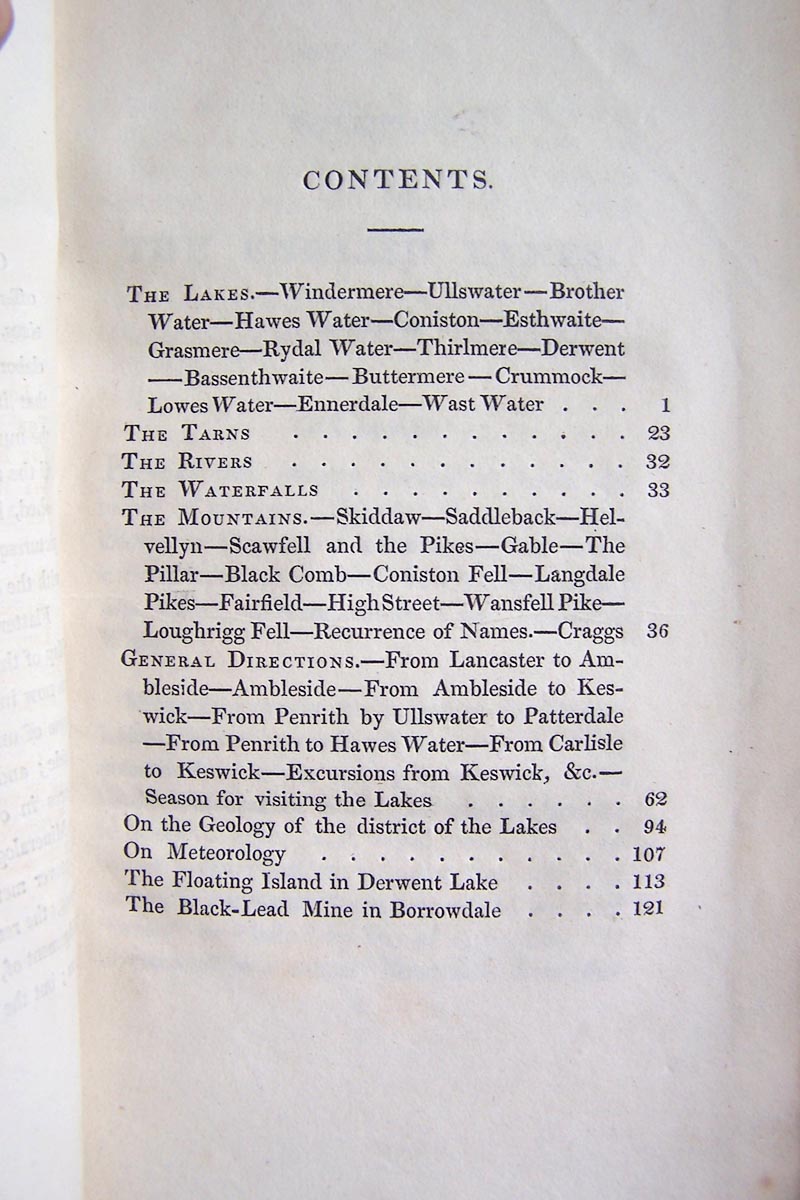 CONTENTS.
THE LAKES.—Windermere—Ullswater—Brother
Water—Hawes Water—Coniston—Esthwaite—
Grasmere—Rydal Water—Thirlmere—Derwent
—Bassenthwaite—Buttermere—Crummock—
Lowes Water—Ennerdale—Wast Water . . . 1
THE TARNS . . . . . . . . . . . . 23
THE RIVERS . . . . . . . . . . . . 32
THE WATERFALLS . . . . . . . . . . 33
THE MOUNTAINS.—Skiddaw—Saddleback—Hel-
vellyn—Scawfell and the Pikes—Gable—The
Pillar—Black Comb—Coniston Fell—Langdale
Pikes—Fairfield—High Street—Wansfell Pike—
Loughrigg Fell—Recurrence of Names.—Craggs 36
GENERAL DIRECTIONS.—From Lancaster to Am-
bleside—Ambleside—From Ambleside to Kes-
wick—From Penrith by Ullswater to Patterdale
—From Penrith to Hawes Water—From Carlisle
to Keswick—Excursions from Keswick, &c.—
Season for visiting the Lakes . . . . . . 62
On the Geology of the district of the Lakes . . 94
On Meteorology . . . . . . . . . . . 107
The Floating Island in Derwent Lake . . . . 113
The Black-Lead Mine in Borrowdale . . . . 121